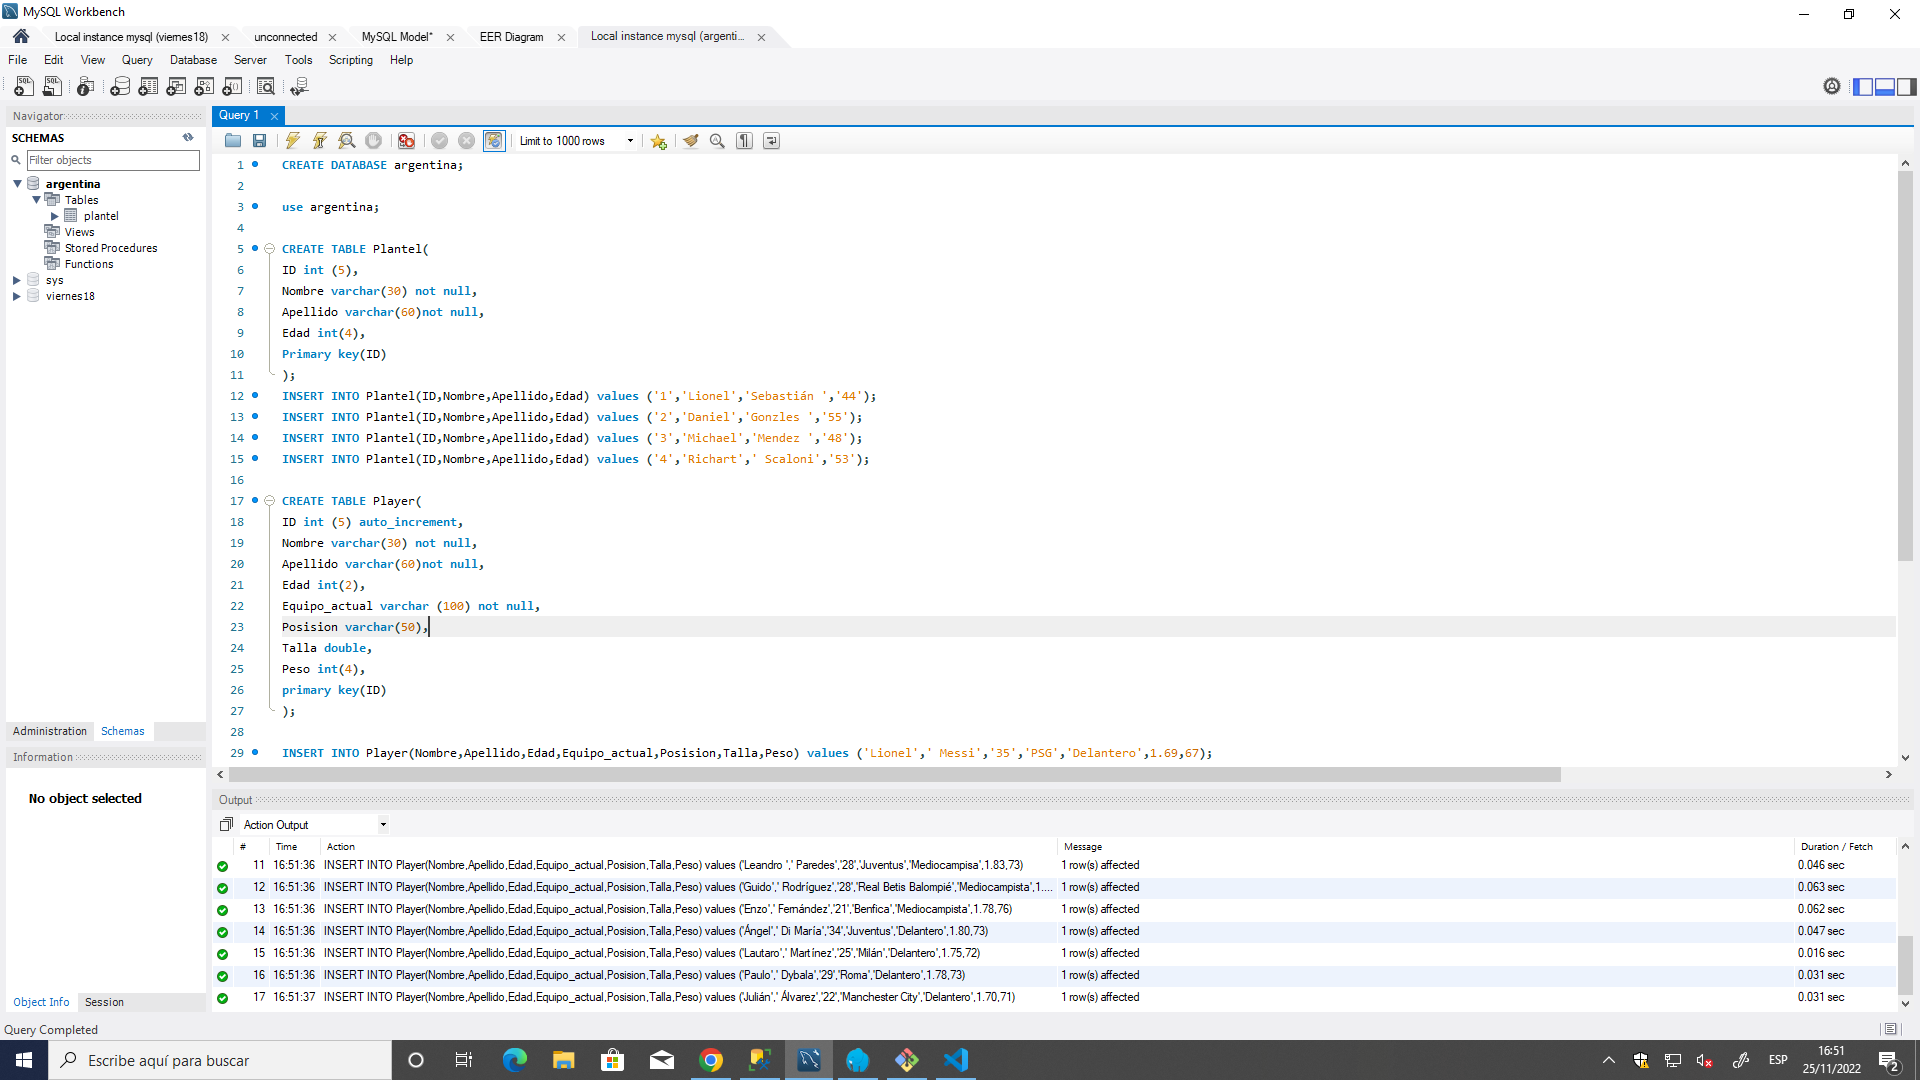 MySQL Workbench
Local instance mysql (viernes18)
unconnected
MySQL Model*
EER Diagram
Local instance mysql (argenti...
File Edit View Query Database Server Tools Scripting Help
Navigator
SCHEMAS
Filter objects
argentina
Tables
plantel
Views
Stored Procedures
Functions
sys
viernes18
Administration Schemas
Information
No object selected
Object Info Session
Query 1
Limit to 1000 rows
1 CREATE DATABASE argentina;
2
3 use argentina;
4
5 CREATE TABLE Plantel(
6 ID int (5),
7 Nombre varchar(30) not null,
8 Apellido varchar(60)not null,
9 Edad int(4),
10 Primary key(ID)
11 );
12 INSERT INTO Plantel(ID,Nombre,Apellido,Edad) values ('1','Lionel','Sebastián ','44');
13 INSERT INTO Plantel(ID,Nombre,Apellido,Edad) values ('2','Daniel','Gonzles ','55');
14 INSERT INTO Plantel(ID,Nombre,Apellido,Edad) values ('3','Michael','Mendez ','48');
15 INSERT INTO Plantel(ID,Nombre,Apellido,Edad) values ('4','Richart',' Scaloni','53');
16
17 CREATE TABLE Player(
18 ID int (5) auto_increment,
19 Nombre varchar(30) not null,
20 Apellido varchar(60)not null,
21 Edad int(2),
22 Equipo_actual varchar (100) not null,
23 Posision varchar(50),
24 Talla double,
25 Peso int(4),
26 primary key(ID)
27 );
28
29 INSERT INTO Player(Nombre,Apellido,Edad,Equipo_actual,Posision,Talla,Peso) values ('Lionel',' Messi','35','PSG','Delantero',1.69,67);
Output
Action Output
# Time Action Message Duration / Fetch
11 16:51:36 INSERT INTO Player(Nombre,Apellido,Edad,Equipo_actual,Posision,Talla,Peso) values ('Leandro ',' Paredes','28','Juventus','Mediocampisa',1.83,73) 1 row(s) affected 0.046 sec
12 16:51:36 INSERT INTO Player(Nombre,Apellido,Edad,Equipo_actual,Posision,Talla,Peso) values ('Guido',' Rodríguez','28','Real Betis Balompié','Mediocampista',1.... 1 row(s) affected 0.063 sec
13 16:51:36 INSERT INTO Player(Nombre,Apellido,Edad,Equipo_actual,Posision,Talla,Peso) values ('Enzo',' Fernández','21','Benfica','Mediocampista',1.78,76) 1 row(s) affected 0.062 sec
14 16:51:36 INSERT INTO Player(Nombre,Apellido,Edad,Equipo_actual,Posision,Talla,Peso) values ('Ángel',' Di María','34','Juventus','Delantero',1.80,73) 1 row(s) affected 0.047 sec
15 16:51:36 INSERT INTO Player(Nombre,Apellido,Edad,Equipo_actual,Posision,Talla,Peso) values ('Lautaro',' Martínez','25','Milán','Delantero',1.75,72) 1 row(s) affected 0.016 sec
16 16:51:36 INSERT INTO Player(Nombre,Apellido,Edad,Equipo_actual,Posision,Talla,Peso) values ('Paulo',' Dybala','29','Roma','Delantero',1.78,73) 1 row(s) affected 0.031 sec
17 16:51:37 INSERT INTO Player(Nombre,Apellido,Edad,Equipo_actual,Posision,Talla,Peso) values ('Julián',' Álvarez','22','Manchester City','Delantero',1.70,71) 1 row(s) affected 0.031 sec
Query Completed
Escribe aquí para buscar
ESP
16:51
25/11/2022
2